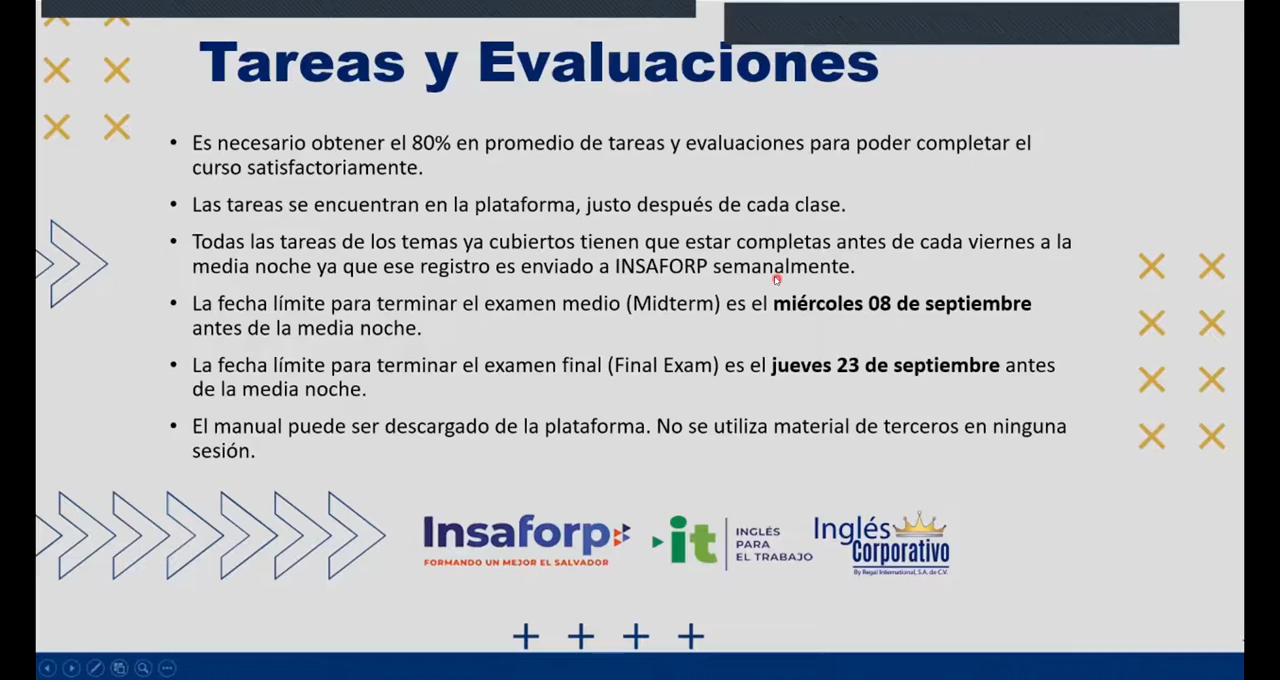 Tareas y Evaluaciones
• Es necesario obtener el 80% en promedio de tareas y evaluaciones para poder completar el
curso satisfactoriamente.
• Las tareas se encuentran en la plataforma, justo después de cada clase.
• Todas las tareas de los temas ya cubiertos tienen que estar completas antes de cada viernes a la
media noche ya que ese registro es enviado a INSAFORP semanalmente.
• La fecha límite para terminar el examen medio (Midterm) es el miércoles 08 de septiembre
antes de la media noche.
• La fecha límite para terminar el examen final (Final Exam) es el jueves 23 de septiembre antes
de la media noche.
• El manual puede ser descargado de la plataforma. No se utiliza material de terceros en ninguna
sesión.
Insaforp
FORMANDO UN MEJOR EL SALVADOR
it
INGLÉS
PARA
EL TRABAJO
Inglés
Corporativo
By Regal International, S.A. de C.V.